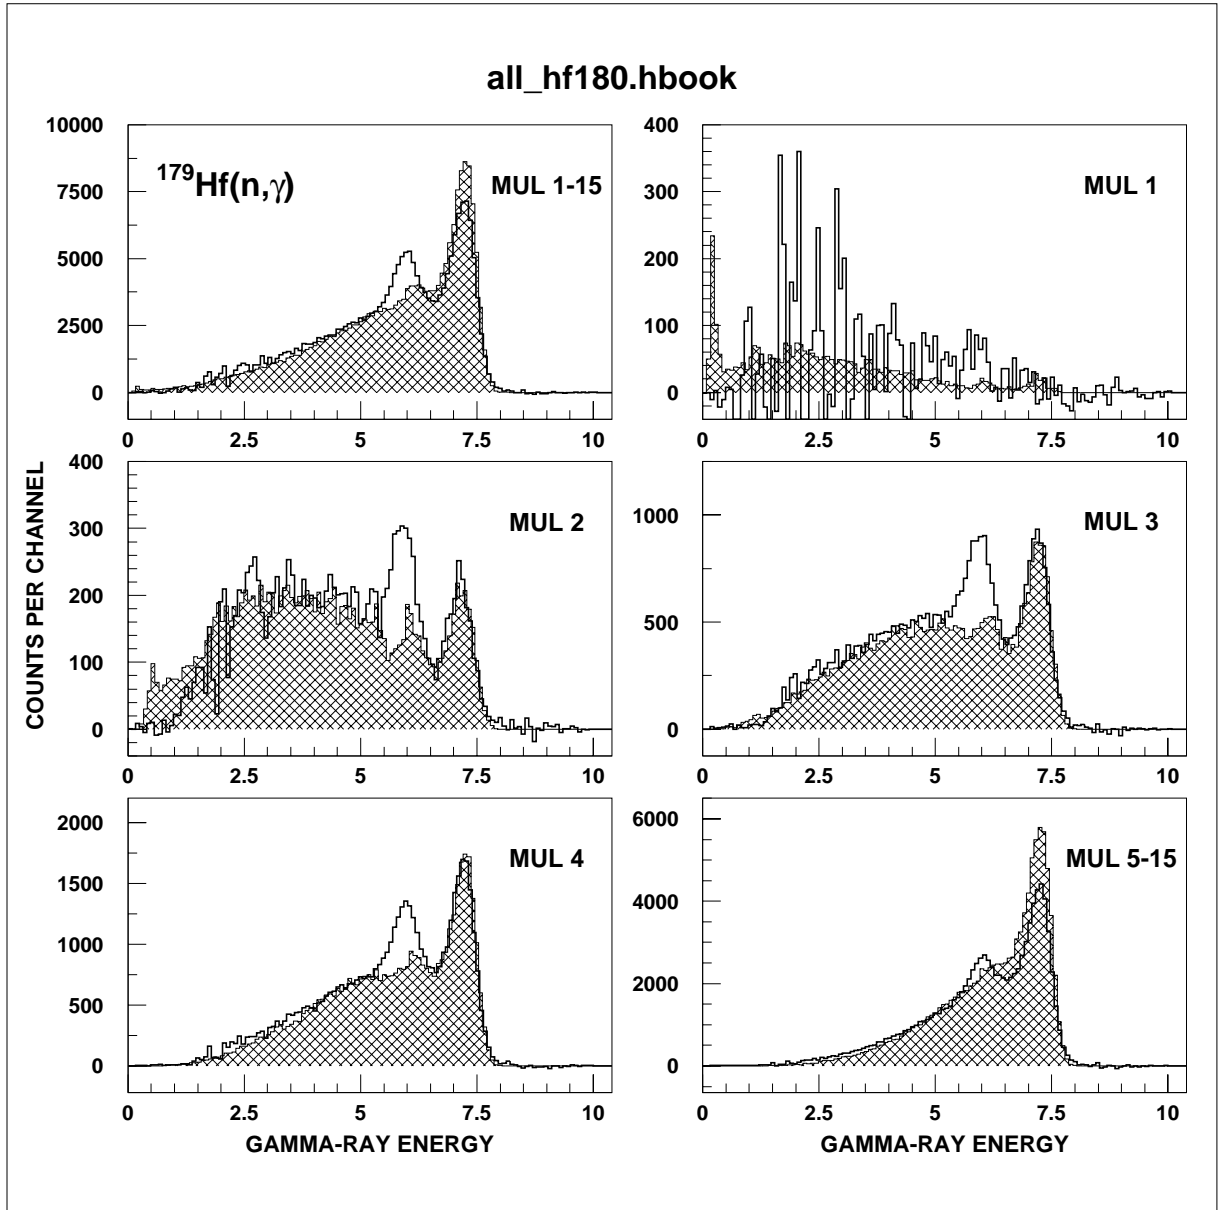 all_hf180.hbook
¹⁷⁹Hf(n,γ)
MUL 1-15
10000
7500
5000
2500
0
0 2.5 5 7.5 10
MUL 1
400
300
200
100
0
0 2.5 5 7.5 10
COUNTS PER CHANNEL
MUL 2
400
300
200
100
0
0 2.5 5 7.5 10
MUL 3
1000
500
0
0 2.5 5 7.5 10
MUL 4
2000
1500
1000
500
0
0 2.5 5 7.5 10
GAMMA-RAY ENERGY
MUL 5-15
6000
4000
2000
0
0 2.5 5 7.5 10
GAMMA-RAY ENERGY